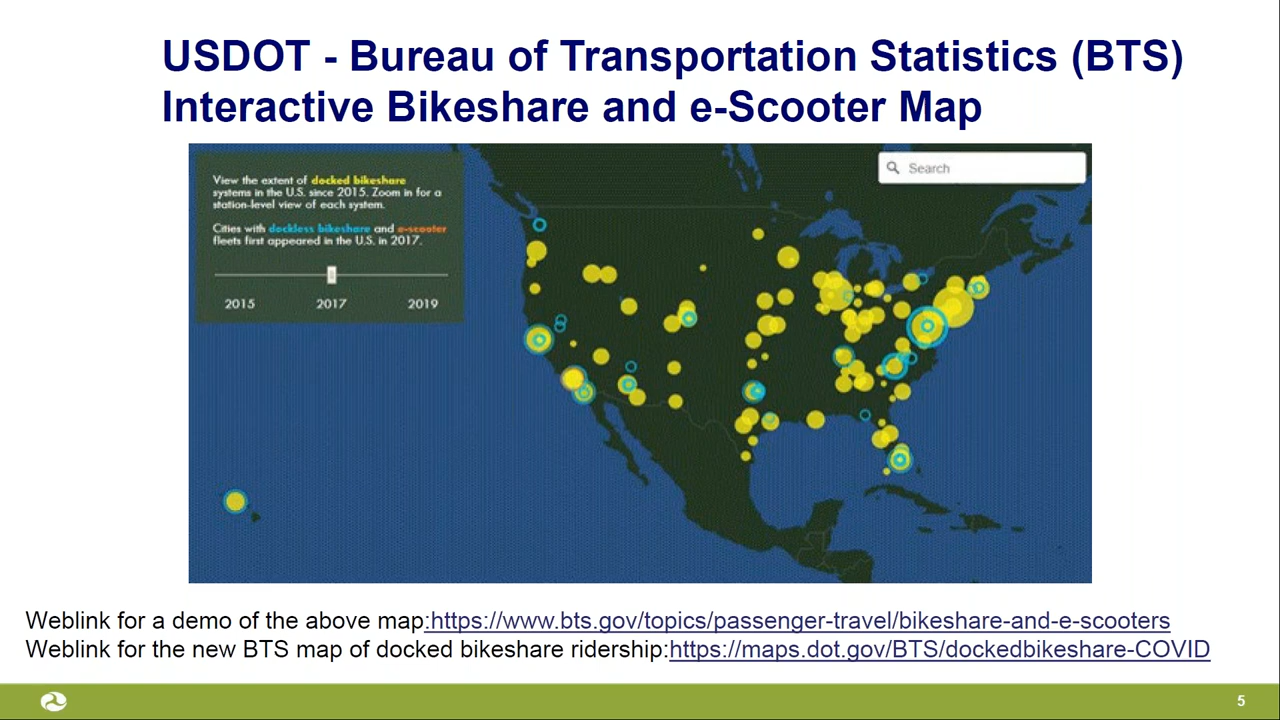 USDOT - Bureau of Transportation Statistics (BTS)
Interactive Bikeshare and e-Scooter Map
View the extent of docked bikeshare
systems in the U.S. since 2015. Zoom in for a
station-level view of each system.
Cities with dockless bikeshare and e-scooter
fleets first appeared in the U.S. in 2017.
2015 2017 2019
Search
Weblink for a demo of the above map:https://www.bts.gov/topics/passenger-travel/bikeshare-and-e-scooters
Weblink for the new BTS map of docked bikeshare ridership:https://maps.dot.gov/BTS/dockedbikeshare-COVID
5